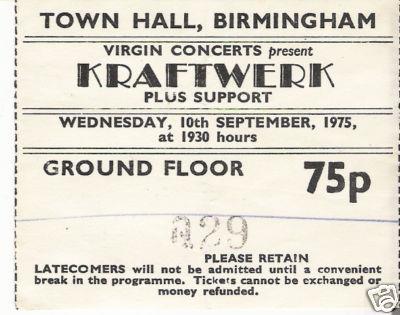 TOWN HALL, BIRMINGHAM
VIRGIN CONCERTS present
KRAFTWERK
PLUS SUPPORT
WEDNESDAY, 10th SEPTEMBER, 1975,
at 1930 hours
GROUND FLOOR 75p
A29
PLEASE RETAIN
LATECOMERS will not be admitted until a convenient
break in the programme. Tickets cannot be exchanged or
money refunded.